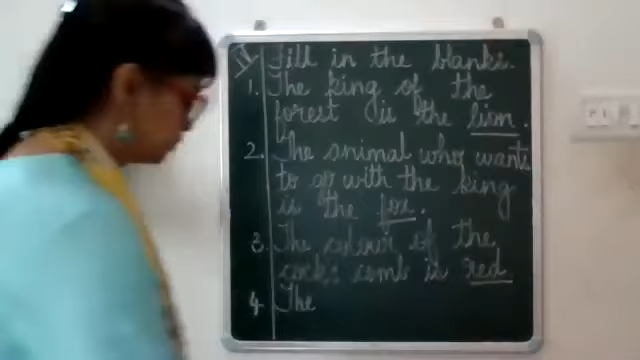 Fill in the blanks.
1. The king of the
forest is the lion.
2. The animal who wants
to go with the king
is the fox.
3. The colour of the
cock's comb is red
4. The